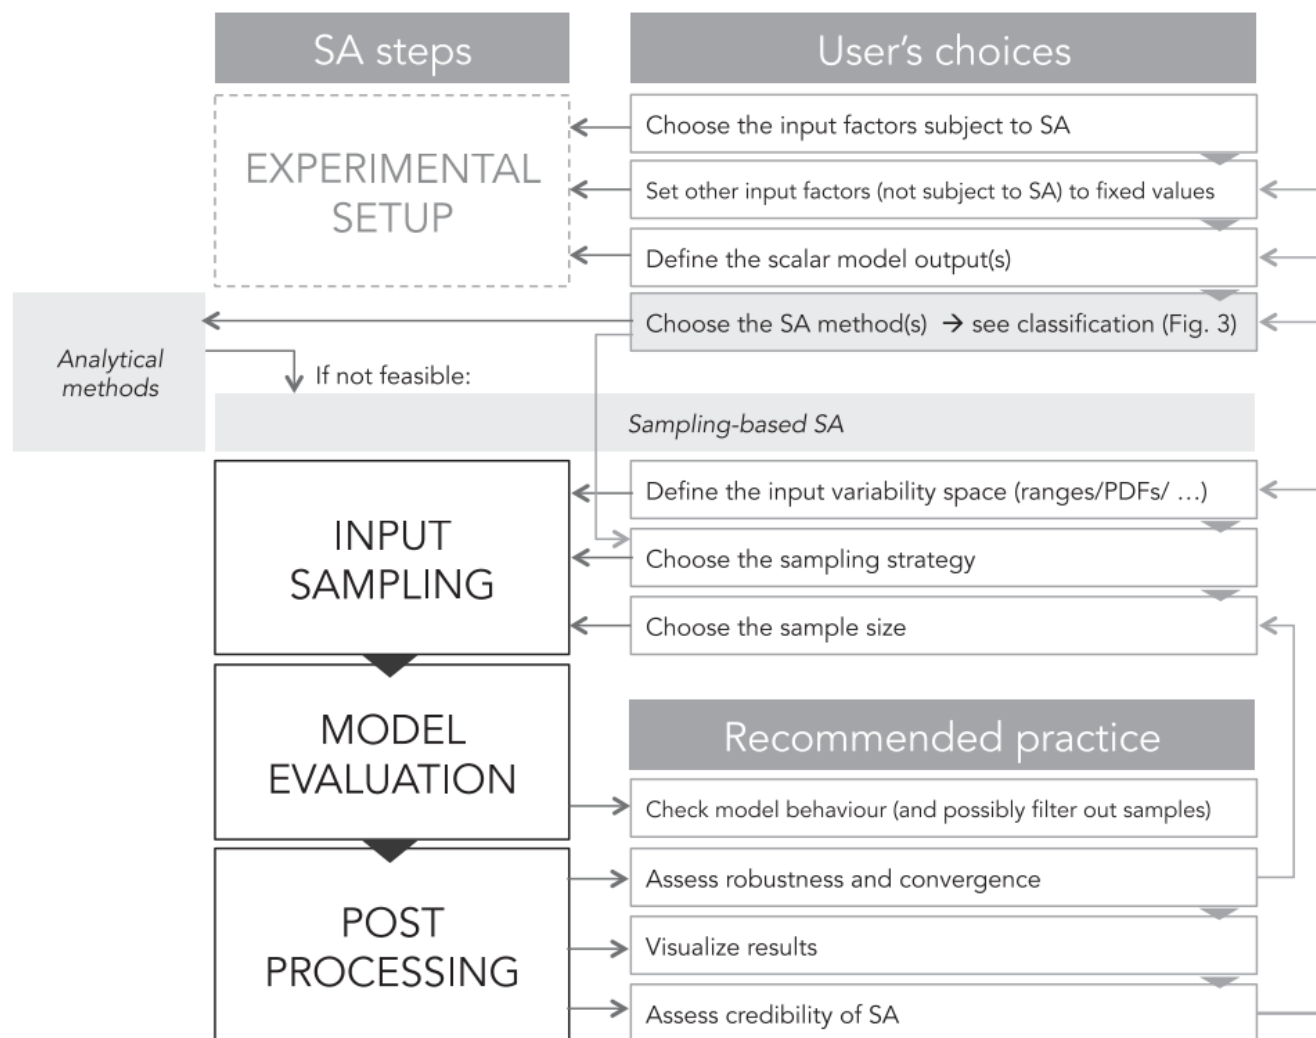 SA steps
User's choices
EXPERIMENTAL
SETUP
Choose the input factors subject to SA
Set other input factors (not subject to SA) to fixed values
Define the scalar model output(s)
Choose the SA method(s) → see classification (Fig. 3)
Analytical
methods
If not feasible:
Sampling-based SA
INPUT
SAMPLING
Define the input variability space (ranges/PDFs/ ...)
Choose the sampling strategy
Choose the sample size
MODEL
EVALUATION
Recommended practice
Check model behaviour (and possibly filter out samples)
POST
PROCESSING
Assess robustness and convergence
Visualize results
Assess credibility of SA